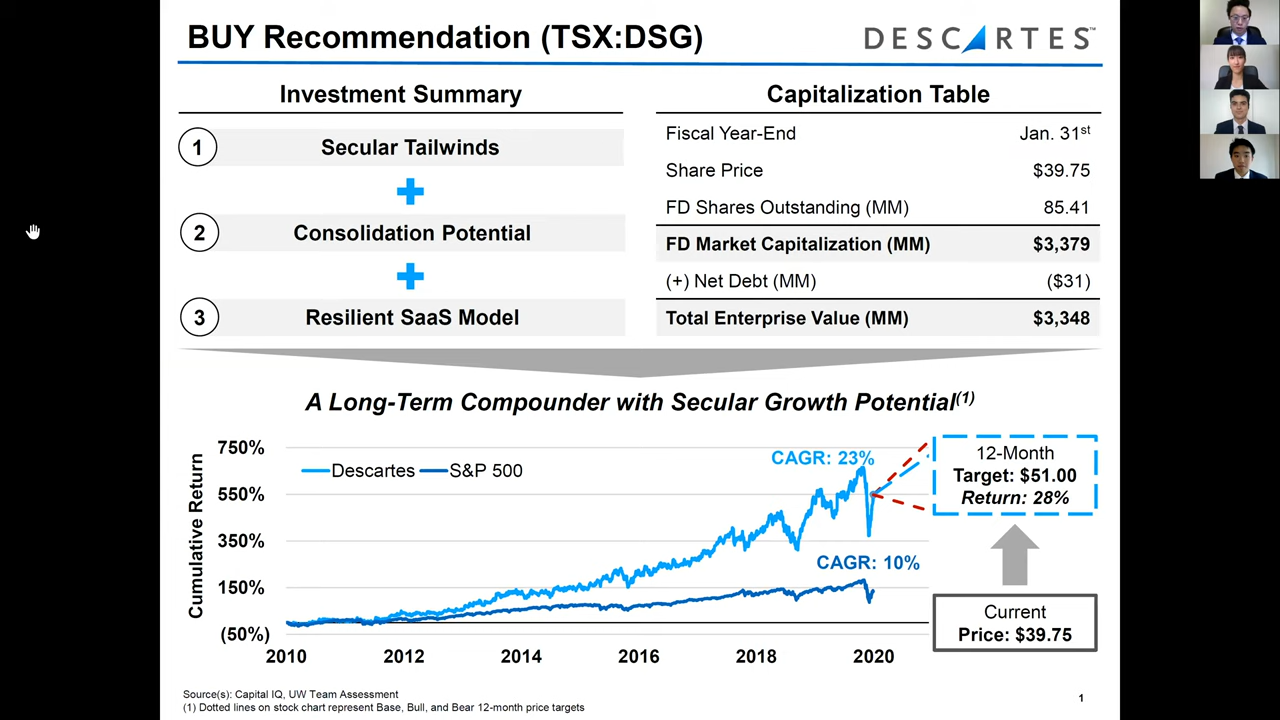 BUY Recommendation (TSX:DSG)
DESCARTES™
Investment Summary
1 Secular Tailwinds
2 Consolidation Potential
3 Resilient SaaS Model
Capitalization Table
Fiscal Year-End Jan. 31st
Share Price $39.75
FD Shares Outstanding (MM) 85.41
FD Market Capitalization (MM) $3,379
(+) Net Debt (MM) ($31)
Total Enterprise Value (MM) $3,348
A Long-Term Compounder with Secular Growth Potential(1)
Cumulative Return
750%
550%
350%
150%
(50%)
Descartes S&P 500
CAGR: 23%
CAGR: 10%
2010 2012 2014 2016 2018 2020
12-Month
Target: $51.00
Return: 28%
Current
Price: $39.75
Source(s): Capital IQ, UW Team Assessment
(1) Dotted lines on stock chart represent Base, Bull, and Bear 12-month price targets
1